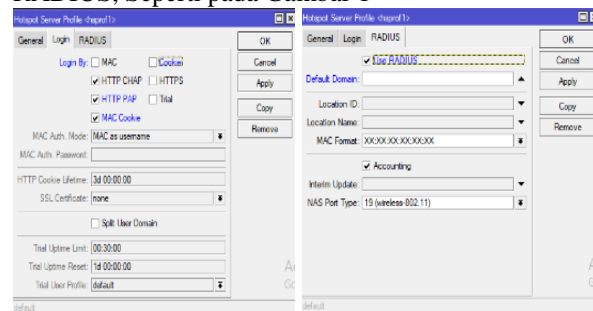 RADIUS, Seperti pada Gambar 1
Hotspot Server Profile <hsprof1>
General Login RADIUS
Login By: MAC Cookie
HTTP CHAP HTTPS
HTTP PAP Trial
MAC Cookie
MAC Auth. Mode: MAC as username
MAC Auth. Password:
HTTP Cookie Lifetime: 3d 00:00:00
SSL Certificate: none
Split User Domain
Trial Uptime Limit: 00:30:00
Trial Uptime Reset: 1d 00:00:00
Trial User Profile: default
default
OK
Cancel
Apply
Copy
Remove
Hotspot Server Profile <hsprof1>
General Login RADIUS
Use RADIUS
Default Domain:
Location ID:
Location Name:
MAC Format: XX:XX:XX:XX:XX:XX
Accounting
Interim Update:
NAS Port Type: 19 (wireless-802.11)
default
OK
Cancel
Apply
Copy
Remove